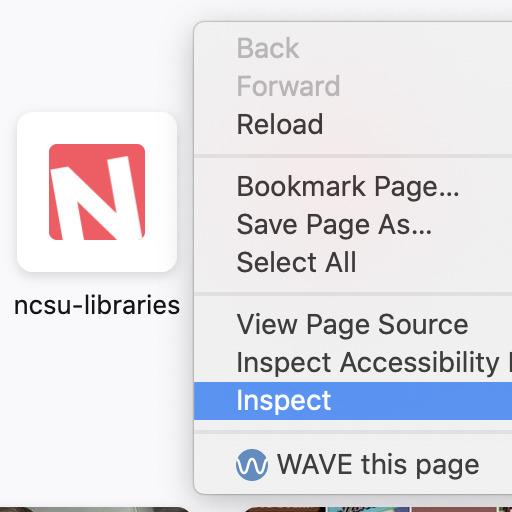 Back
Forward
Reload
Bookmark Page...
Save Page As...
Select All
N
ncsu-libraries
View Page Source
Inspect Accessibility
Inspect
WAVE this page